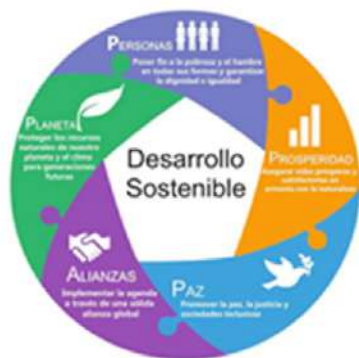 PERSONAS
Poner fin a la pobreza y el hambre
en todas sus formas y garantizar
la dignidad e igualdad
PROSPERIDAD
Asegurar vidas prósperas y
satisfactorias en
armonía con la naturaleza
PAZ
Promover la paz, la justicia y
sociedades inclusivas
ALIANZAS
Implementar la agenda
a través de una sólida
alianza global
PLANETA
Proteger los recursos
naturales de nuestro
planeta y el clima
para generaciones
futuras
Desarrollo
Sostenible